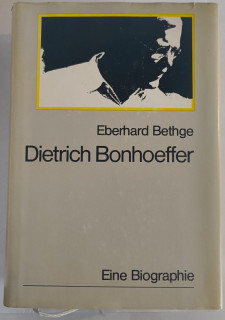 Eberhard Bethge
Dietrich Bonhoeffer
Eine Biographie